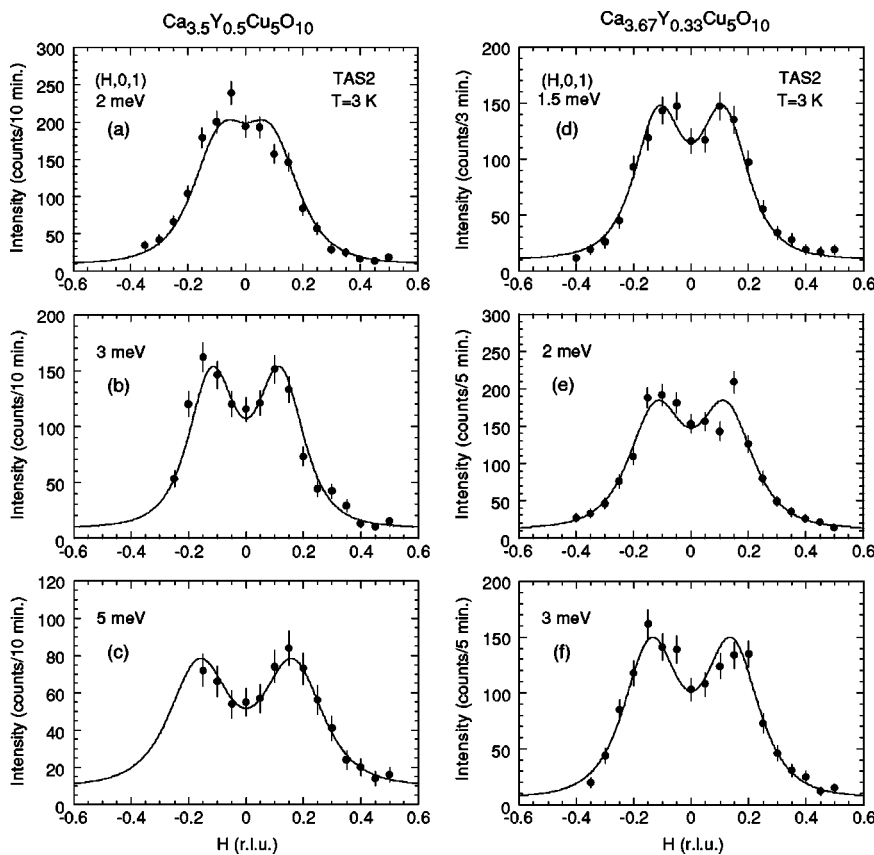 Ca3.5Y0.5Cu5O10
Ca3.67Y0.33Cu5O10
300
250
200
150
100
50
0
Intensity (counts/10 min.)
(H,0,1)
2 meV
(a)
TAS2
T=3 K
-0.6 -0.4 -0.2 0 0.2 0.4 0.6
200
150
100
50
0
Intensity (counts/3 min.)
(H,0,1)
1.5 meV
(d)
TAS2
T=3 K
-0.6 -0.4 -0.2 0 0.2 0.4 0.6
200
150
100
50
0
Intensity (counts/10 min.)
3 meV
(b)
-0.6 -0.4 -0.2 0 0.2 0.4 0.6
300
250
200
150
100
50
0
Intensity (counts/5 min.)
2 meV
(e)
-0.6 -0.4 -0.2 0 0.2 0.4 0.6
120
100
80
60
40
20
0
Intensity (counts/10 min.)
5 meV
(c)
-0.6 -0.4 -0.2 0 0.2 0.4 0.6
H (r.l.u.)
200
150
100
50
0
Intensity (counts/5 min.)
3 meV
(f)
-0.6 -0.4 -0.2 0 0.2 0.4 0.6
H (r.l.u.)